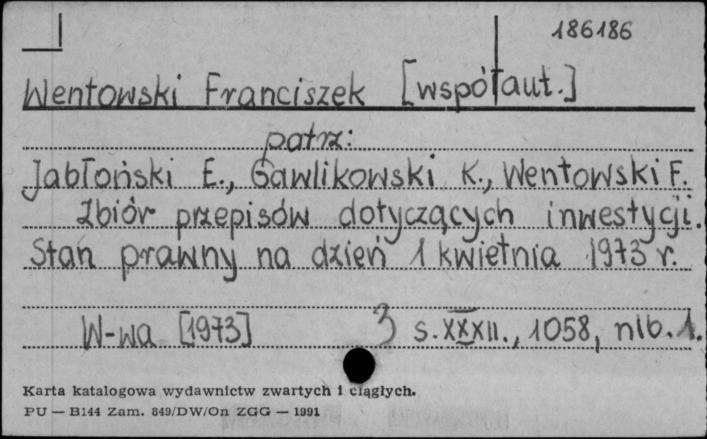 186186
Wentowski Franciszek [współaut.]
patrz:
Jabłoński E., Gawlikowski K., Wentowski F.
Zbiór przepisów dotyczących inwestycji.
Stan prawny na dzień 1 kwietnia 1973 r.
W-wa [1973] 3 s. XXXII., 1058, nlb. 1.
Karta katalogowa wydawnictw zwartych i ciągłych.
PU — B144 Zam. 849/DW/On ZGG — 1991